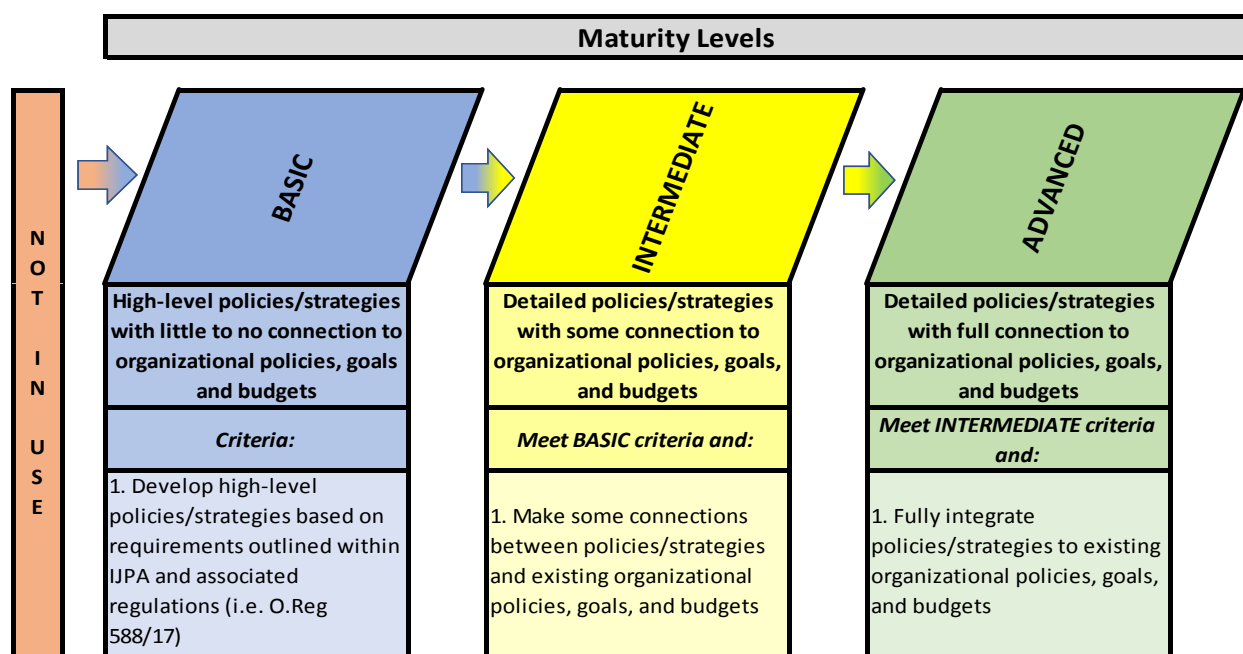 Maturity Levels
NOT IN USE
BASIC
INTERMEDIATE
ADVANCED
High-level policies/strategies
with little to no connection to
organizational policies, goals
and budgets
Detailed policies/strategies
with some connection to
organizational policies, goals,
and budgets
Detailed policies/strategies
with full connection to
organizational policies, goals,
and budgets
Criteria:
Meet BASIC criteria and:
Meet INTERMEDIATE criteria
and:
1. Develop high-level
policies/strategies based on
requirements outlined within
IJPA and associated
regulations (i.e. O.Reg
588/17)
1. Make some connections
between policies/strategies
and existing organizational
policies, goals, and budgets
1. Fully integrate
policies/strategies to existing
organizational policies, goals,
and budgets